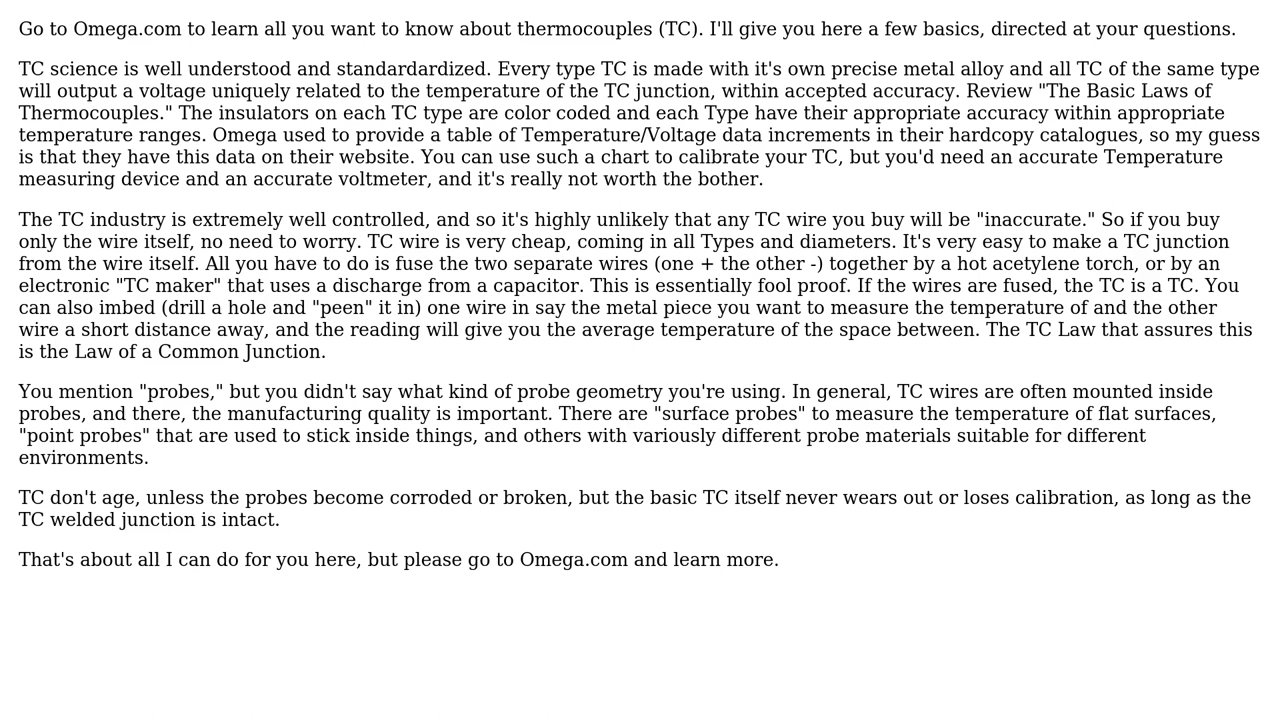 Go to Omega.com to learn all you want to know about thermocouples (TC). I'll give you here a few basics, directed at your questions.
TC science is well understood and standardardized. Every type TC is made with it's own precise metal alloy and all TC of the same type
will output a voltage uniquely related to the temperature of the TC junction, within accepted accuracy. Review "The Basic Laws of
Thermocouples." The insulators on each TC type are color coded and each Type have their appropriate accuracy within appropriate
temperature ranges. Omega used to provide a table of Temperature/Voltage data increments in their hardcopy catalogues, so my guess
is that they have this data on their website. You can use such a chart to calibrate your TC, but you'd need an accurate Temperature
measuring device and an accurate voltmeter, and it's really not worth the bother.
The TC industry is extremely well controlled, and so it's highly unlikely that any TC wire you buy will be "inaccurate." So if you buy
only the wire itself, no need to worry. TC wire is very cheap, coming in all Types and diameters. It's very easy to make a TC junction
from the wire itself. All you have to do is fuse the two separate wires (one + the other -) together by a hot acetylene torch, or by an
electronic "TC maker" that uses a discharge from a capacitor. This is essentially fool proof. If the wires are fused, the TC is a TC. You
can also imbed (drill a hole and "peen" it in) one wire in say the metal piece you want to measure the temperature of and the other
wire a short distance away, and the reading will give you the average temperature of the space between. The TC Law that assures this
is the Law of a Common Junction.
You mention "probes," but you didn't say what kind of probe geometry you're using. In general, TC wires are often mounted inside
probes, and there, the manufacturing quality is important. There are "surface probes" to measure the temperature of flat surfaces,
"point probes" that are used to stick inside things, and others with variously different probe materials suitable for different
environments.
TC don't age, unless the probes become corroded or broken, but the basic TC itself never wears out or loses calibration, as long as the
TC welded junction is intact.
That's about all I can do for you here, but please go to Omega.com and learn more.